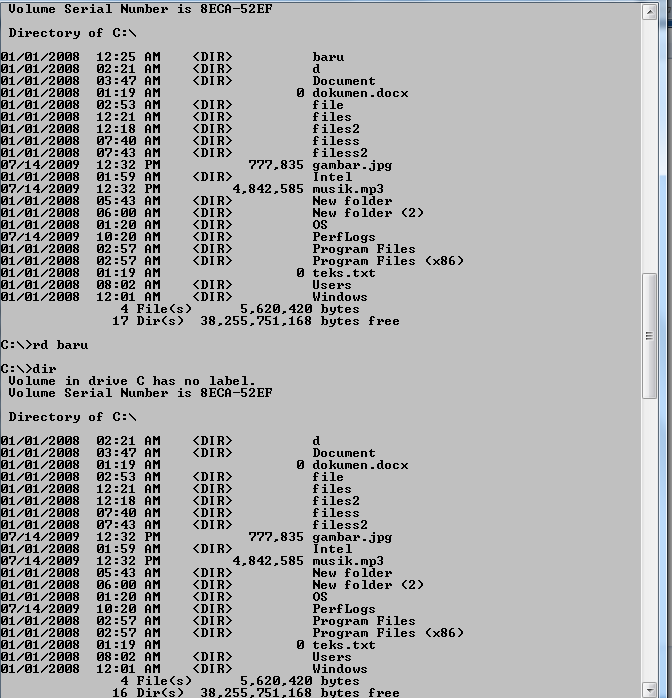 Volume Serial Number is 8ECA-52EF
Directory of C:\
01/01/2008  12:25 AM    <DIR>          baru
01/01/2008  02:21 AM    <DIR>          d
01/01/2008  03:47 AM    <DIR>          Document
01/01/2008  01:19 AM                 0 dokumen.docx
01/01/2008  02:53 AM    <DIR>          file
01/01/2008  12:21 AM    <DIR>          files
01/01/2008  12:18 AM    <DIR>          files2
01/01/2008  07:40 AM    <DIR>          filess
01/01/2008  07:43 AM    <DIR>          filess2
07/14/2009  12:32 PM           777,835 gambar.jpg
01/01/2008  01:59 AM    <DIR>          Intel
07/14/2009  12:32 PM         4,842,585 musik.mp3
01/01/2008  05:43 AM    <DIR>          New folder
01/01/2008  06:00 AM    <DIR>          New folder (2)
01/01/2008  01:20 AM    <DIR>          OS
07/14/2009  10:20 AM    <DIR>          PerfLogs
01/01/2008  02:57 AM    <DIR>          Program Files
01/01/2008  02:57 AM    <DIR>          Program Files (x86)
01/01/2008  01:19 AM                 0 teks.txt
01/01/2008  08:02 AM    <DIR>          Users
01/01/2008  12:01 AM    <DIR>          Windows
4 File(s)      5,620,420 bytes
17 Dir(s)  38,255,751,168 bytes free
C:\>rd baru
C:\>dir
Volume in drive C has no label.
Volume Serial Number is 8ECA-52EF
Directory of C:\
01/01/2008  02:21 AM    <DIR>          d
01/01/2008  03:47 AM    <DIR>          Document
01/01/2008  01:19 AM                 0 dokumen.docx
01/01/2008  02:53 AM    <DIR>          file
01/01/2008  12:21 AM    <DIR>          files
01/01/2008  12:18 AM    <DIR>          files2
01/01/2008  07:40 AM    <DIR>          filess
01/01/2008  07:43 AM    <DIR>          filess2
07/14/2009  12:32 PM           777,835 gambar.jpg
01/01/2008  01:59 AM    <DIR>          Intel
07/14/2009  12:32 PM         4,842,585 musik.mp3
01/01/2008  05:43 AM    <DIR>          New folder
01/01/2008  06:00 AM    <DIR>          New folder (2)
01/01/2008  01:20 AM    <DIR>          OS
07/14/2009  10:20 AM    <DIR>          PerfLogs
01/01/2008  02:57 AM    <DIR>          Program Files
01/01/2008  02:57 AM    <DIR>          Program Files (x86)
01/01/2008  01:19 AM                 0 teks.txt
01/01/2008  08:02 AM    <DIR>          Users
01/01/2008  12:01 AM    <DIR>          Windows
4 File(s)      5,620,420 bytes
16 Dir(s)  38,255,751,168 bytes free